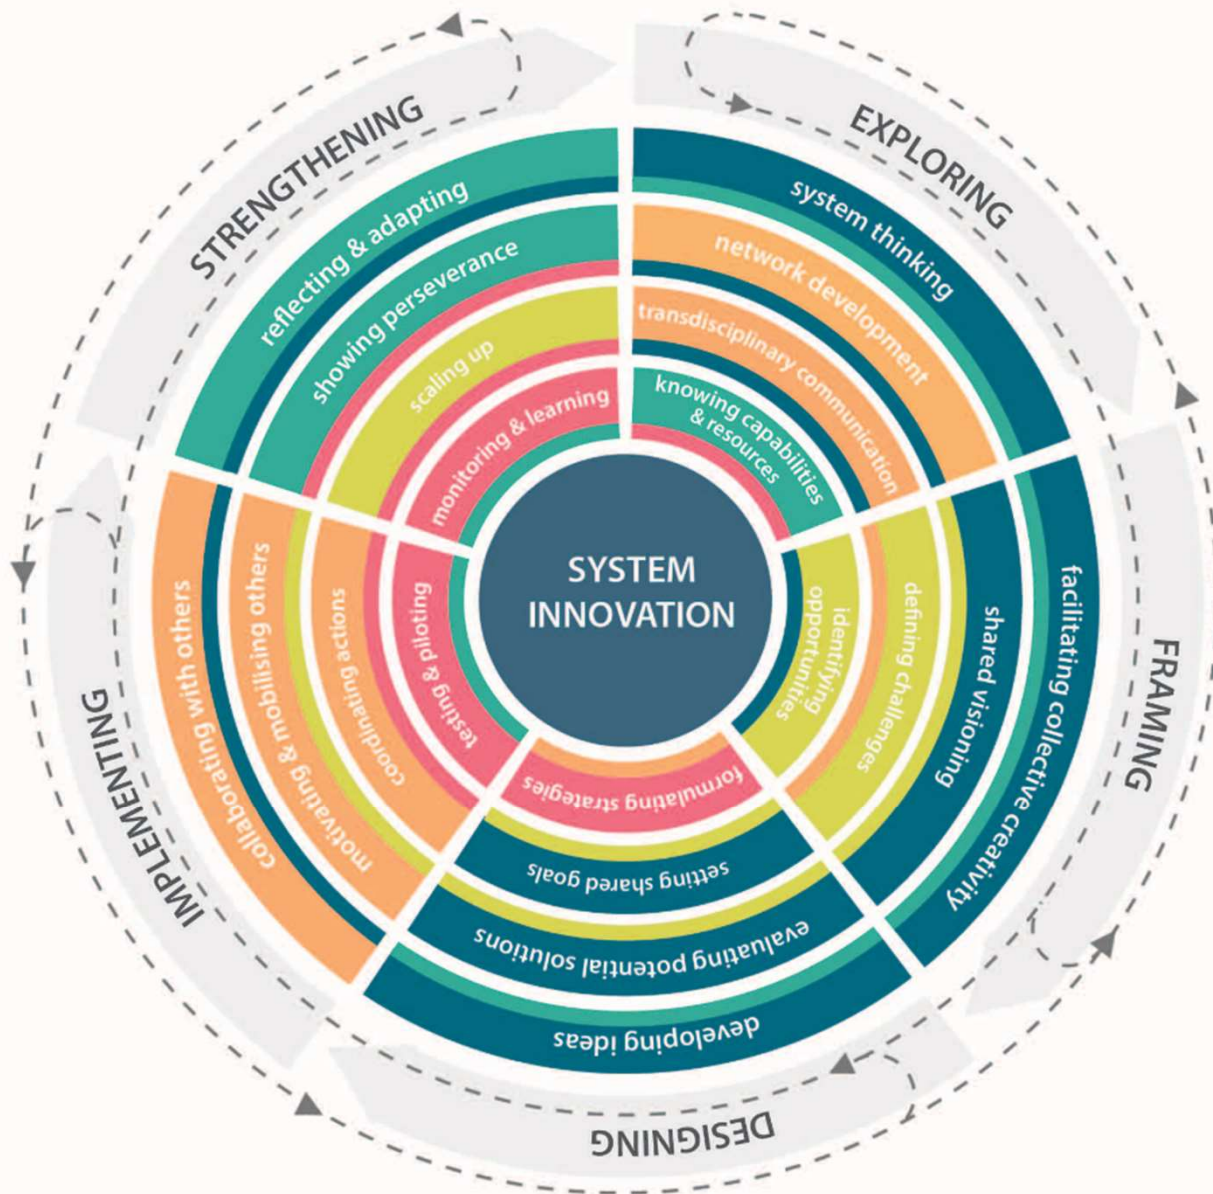 SYSTEM
INNOVATION
EXPLORING
system thinking
network development
transdisciplinary communication
knowing capabilities
& resources
FRAMING
facilitating collective creativity
shared visioning
defining challenges
identifying
opportunities
DESIGNING
developing ideas
evaluating potential solutions
setting shared goals
formulating strategies
IMPLEMENTING
collaborating with others
motivating & mobilising others
coordinating actions
testing & piloting
STRENGTHENING
reflecting & adapting
showing perseverance
scaling up
monitoring & learning